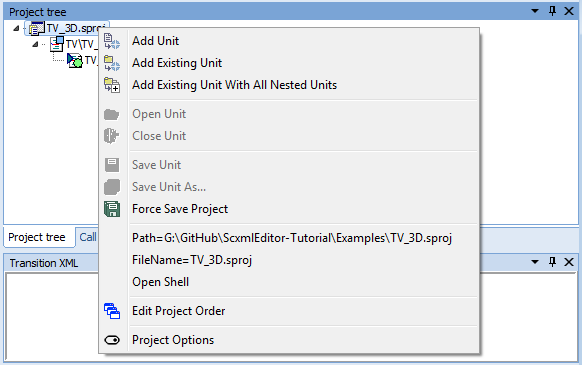 Project tree
TV_3D.sproj
TV\TV_
TV_
Add Unit
Add Existing Unit
Add Existing Unit With All Nested Units
Open Unit
Close Unit
Save Unit
Save Unit As...
Force Save Project
Path=G:\GitHub\ScxmlEditor-Tutorial\Examples\TV_3D.sproj
FileName=TV_3D.sproj
Open Shell
Edit Project Order
Project Options
Project tree
Call
Transition XML